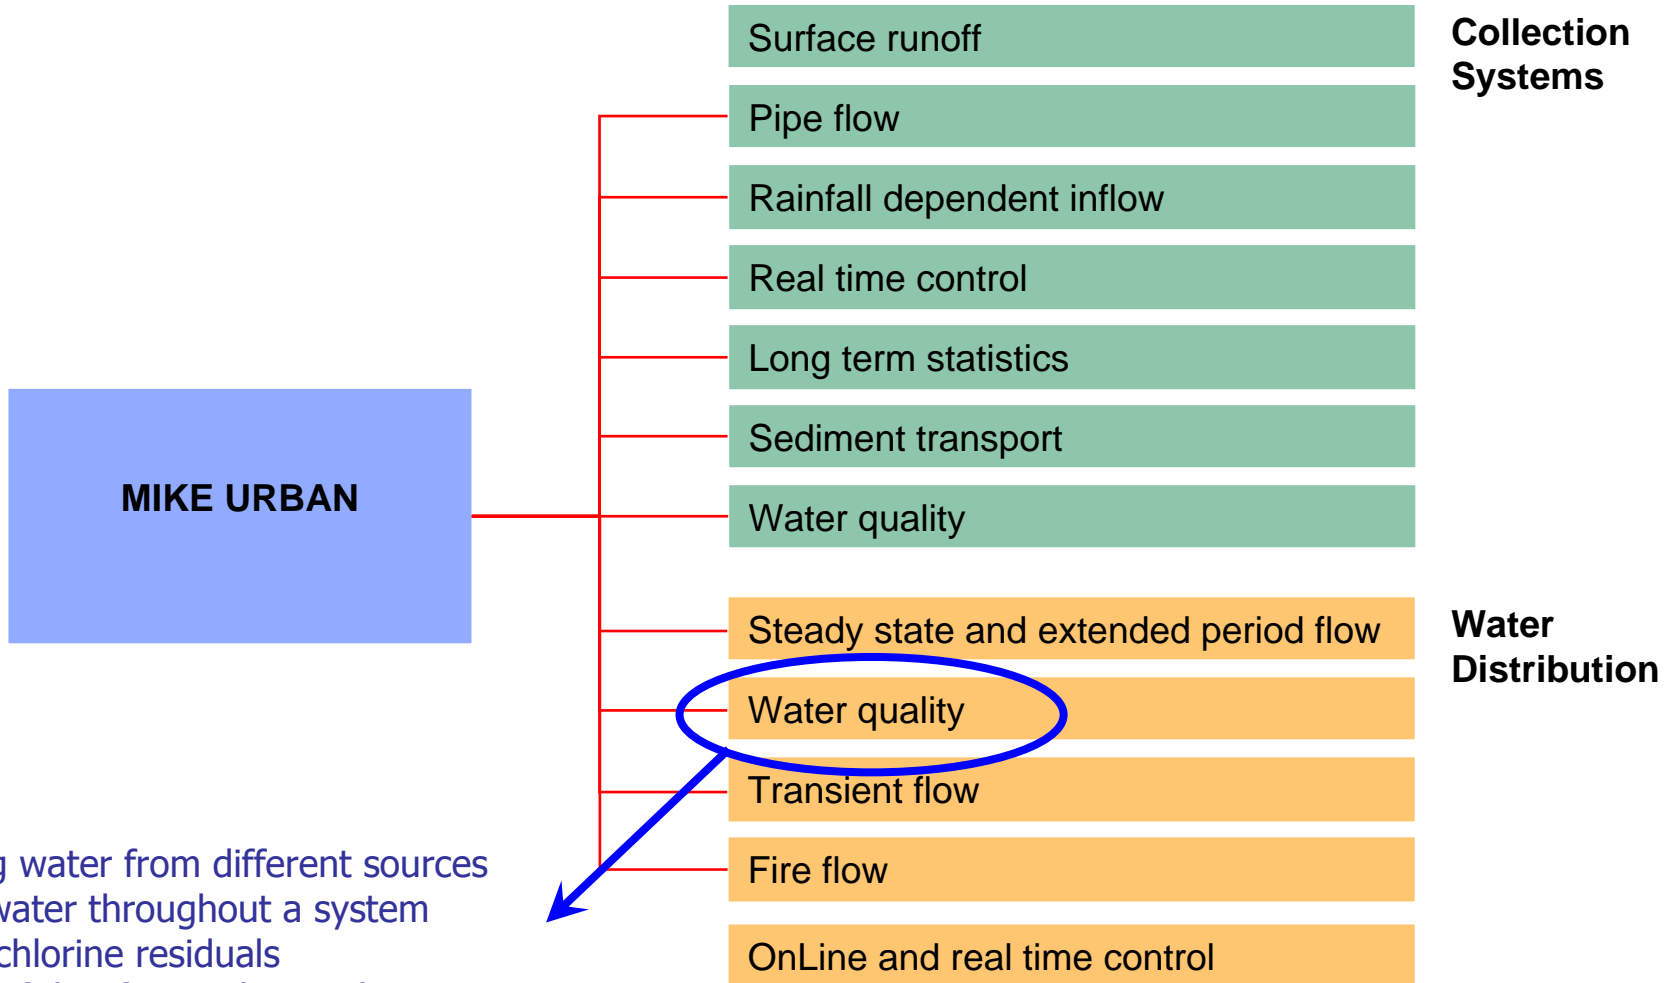 Surface runoff
Collection
Systems
Pipe flow
Rainfall dependent inflow
Real time control
Long term statistics
Sediment transport
Water quality
MIKE URBAN
Steady state and extended period flow
Water
Distribution
Water quality
Transient flow
Fire flow
OnLine and real time control
water from different sources
water throughout a system
chlorine residuals